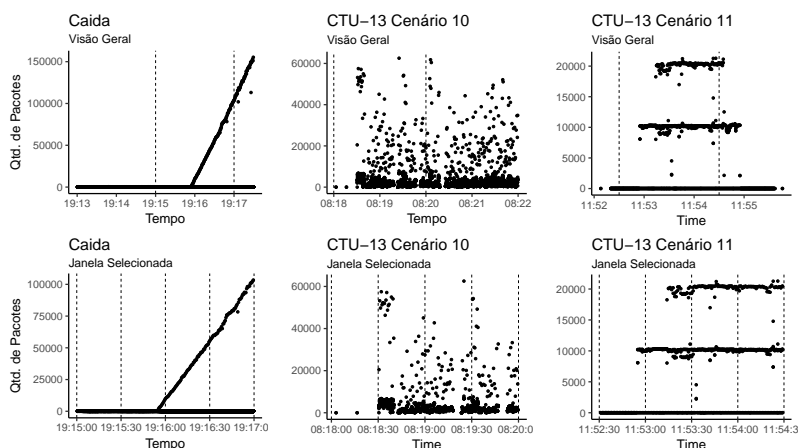 Caida
Visão Geral
Qtd. de Pacotes
150000
100000
50000
0
19:13 19:14 19:15 19:16 19:17
Tempo
CTU−13 Cenário 10
Visão Geral
60000
40000
20000
0
08:18 08:20 08:20 08:22
Tempo
CTU−13 Cenário 11
Visão Geral
20000
15000
10000
5000
0
11:52 11:53 11:54 11:55
Time
Caida
Janela Selecionada
Qtd. de Pacotes
100000
75000
50000
25000
0
19:15:00 19:15:30 19:16:00 19:16:30 19:17:0
Tempo
CTU−13 Cenário 10
Janela Selecionada
60000
40000
20000
0
08:18:00 08:18:30 08:19:00 08:19:30 08:20:0
Time
CTU−13 Cenário 11
Janela Selecionada
20000
15000
10000
5000
0
11:52:30 11:53:00 11:53:30 11:54:00 11:54:3
Time